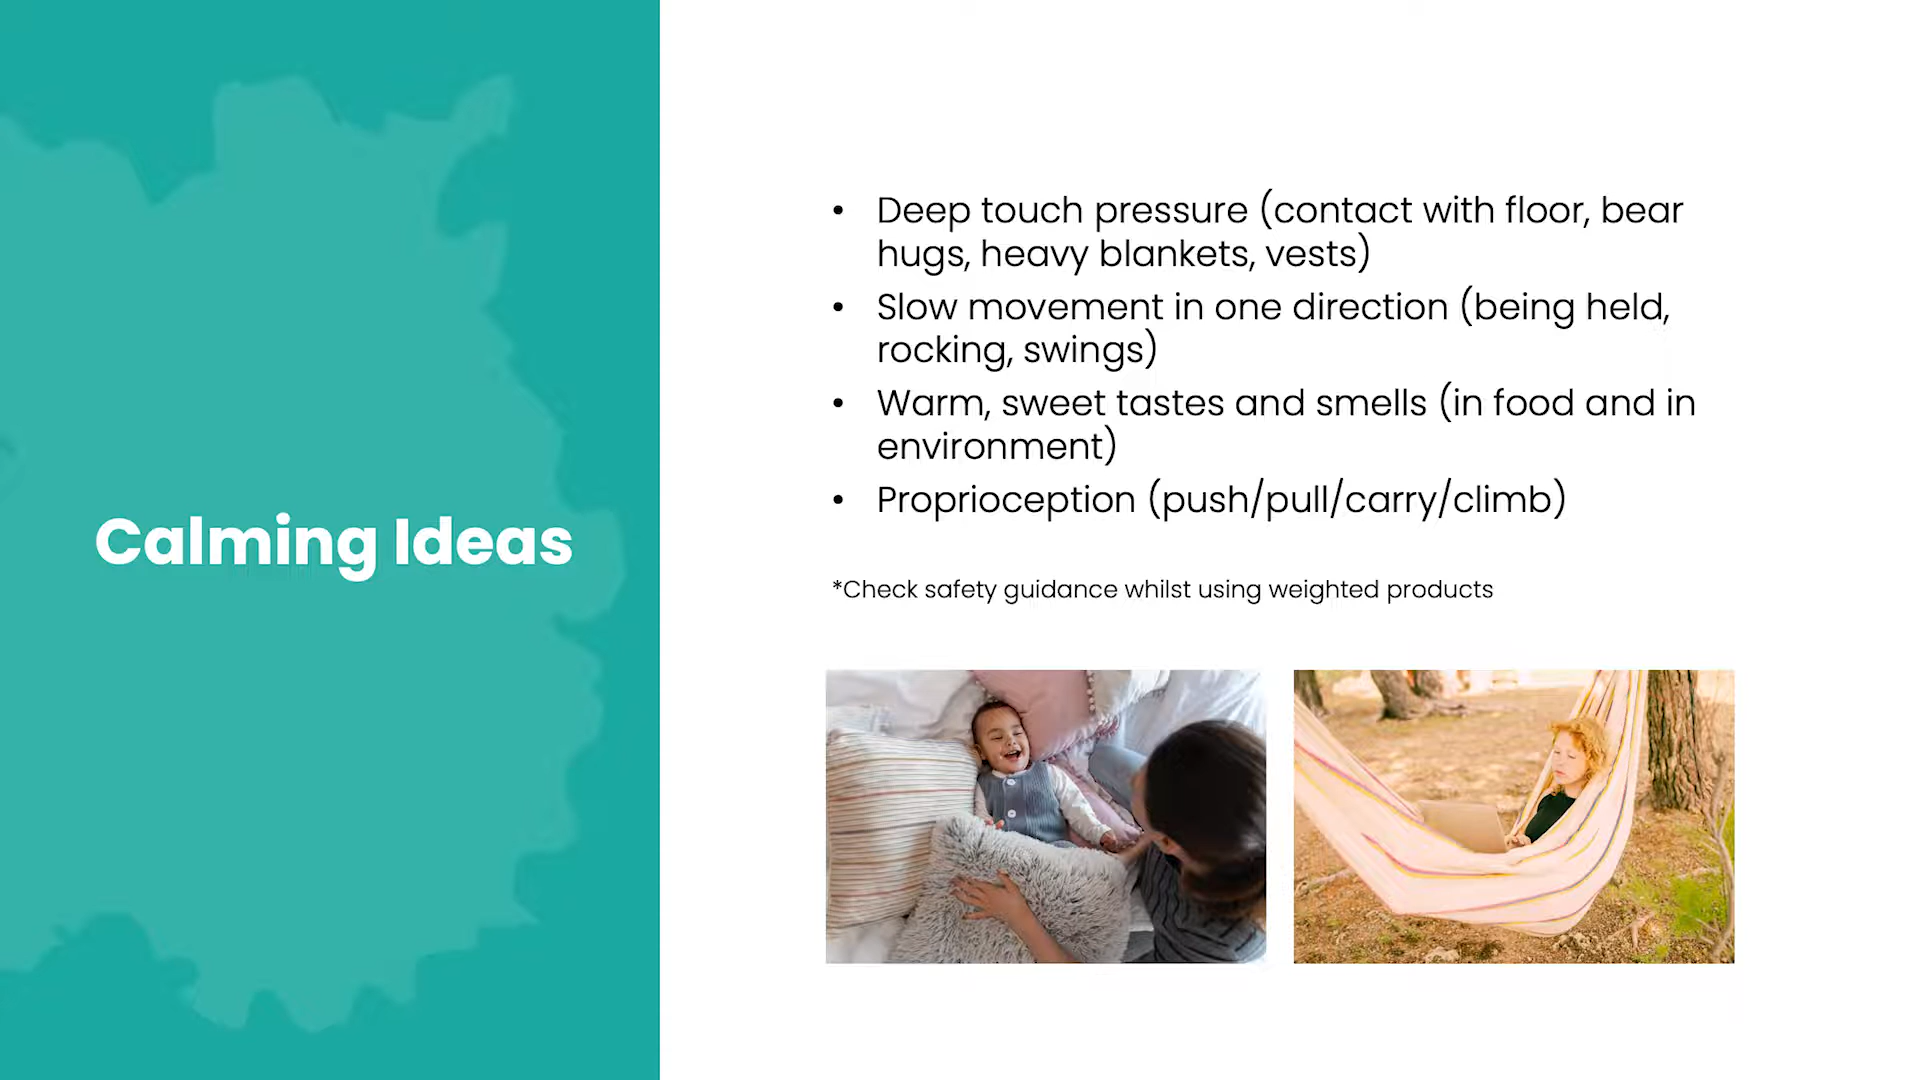 Calming Ideas
• Deep touch pressure (contact with floor, bear
hugs, heavy blankets, vests)
• Slow movement in one direction (being held,
rocking, swings)
• Warm, sweet tastes and smells (in food and in
environment)
• Proprioception (push/pull/carry/climb)
*Check safety guidance whilst using weighted products